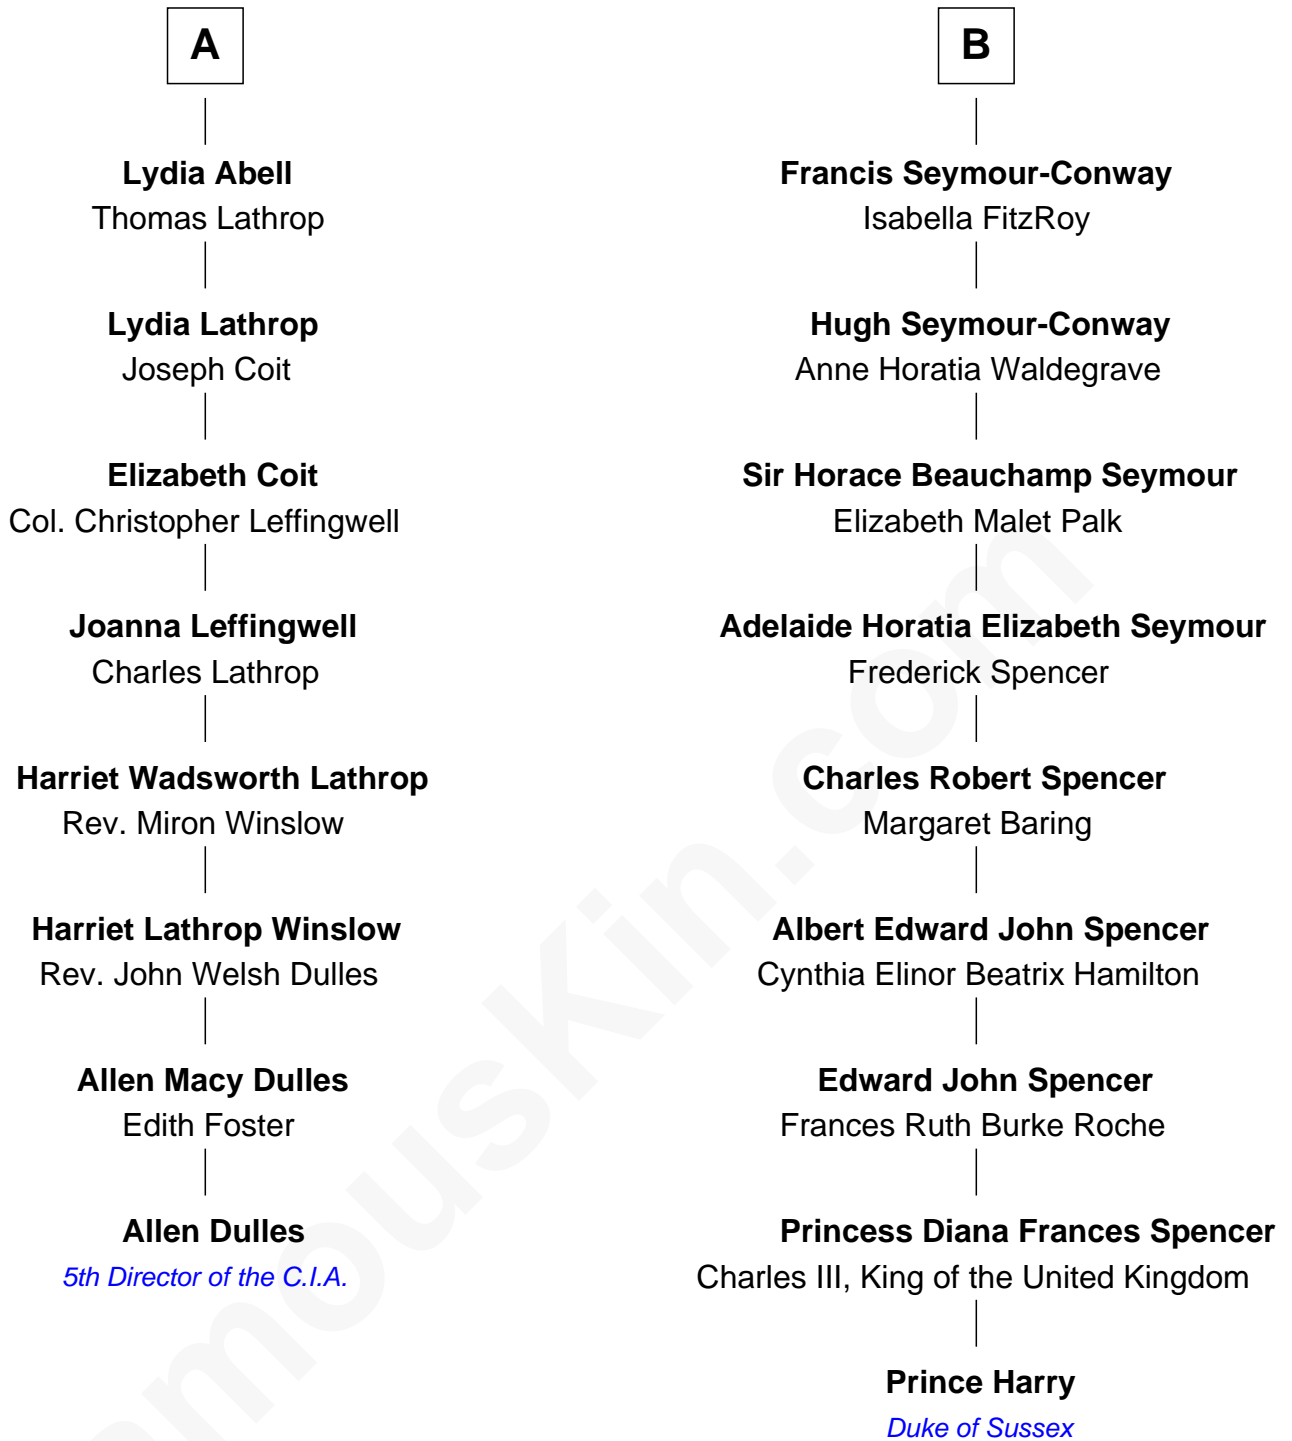 A
Lydia Abell
Thomas Lathrop
Lydia Lathrop
Joseph Coit
Elizabeth Coit
Col. Christopher Leffingwell
Joanna Leffingwell
Charles Lathrop
Harriet Wadsworth Lathrop
Rev. Miron Winslow
Harriet Lathrop Winslow
Rev. John Welsh Dulles
Allen Macy Dulles
Edith Foster
Allen Dulles
5th Director of the C.I.A.
B
Francis Seymour-Conway
Isabella FitzRoy
Hugh Seymour-Conway
Anne Horatia Waldegrave
Sir Horace Beauchamp Seymour
Elizabeth Malet Palk
Adelaide Horatia Elizabeth Seymour
Frederick Spencer
Charles Robert Spencer
Margaret Baring
Albert Edward John Spencer
Cynthia Elinor Beatrix Hamilton
Edward John Spencer
Frances Ruth Burke Roche
Princess Diana Frances Spencer
Charles III, King of the United Kingdom
Prince Harry
Duke of Sussex
amousKin.com